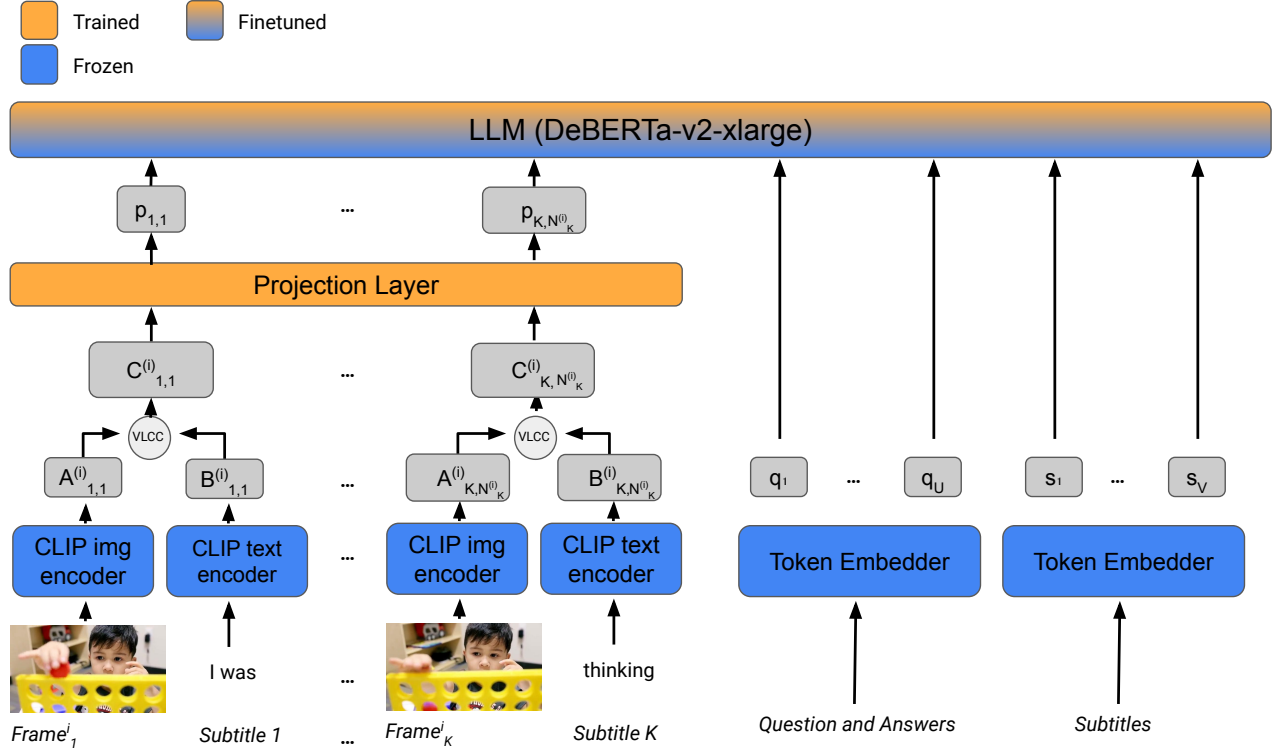 Trained
Finetuned
Frozen
LLM (DeBERTa-v2-xlarge)
p1,1
...
pK,N(i)K
Projection Layer
C(i)1,1
...
C(i)K, N(i)K
VLCC
VLCC
A(i)1,1
B(i)1,1
...
A(i)K,N(i)K
B(i)K,N(i)K
q1
...
qU
s1
...
sV
CLIP img
encoder
CLIP text
encoder
...
CLIP img
encoder
CLIP text
encoder
Token Embedder
Token Embedder
I was
...
thinking
Framei1
Subtitle 1
...
FrameiK
Subtitle K
Question and Answers
Subtitles